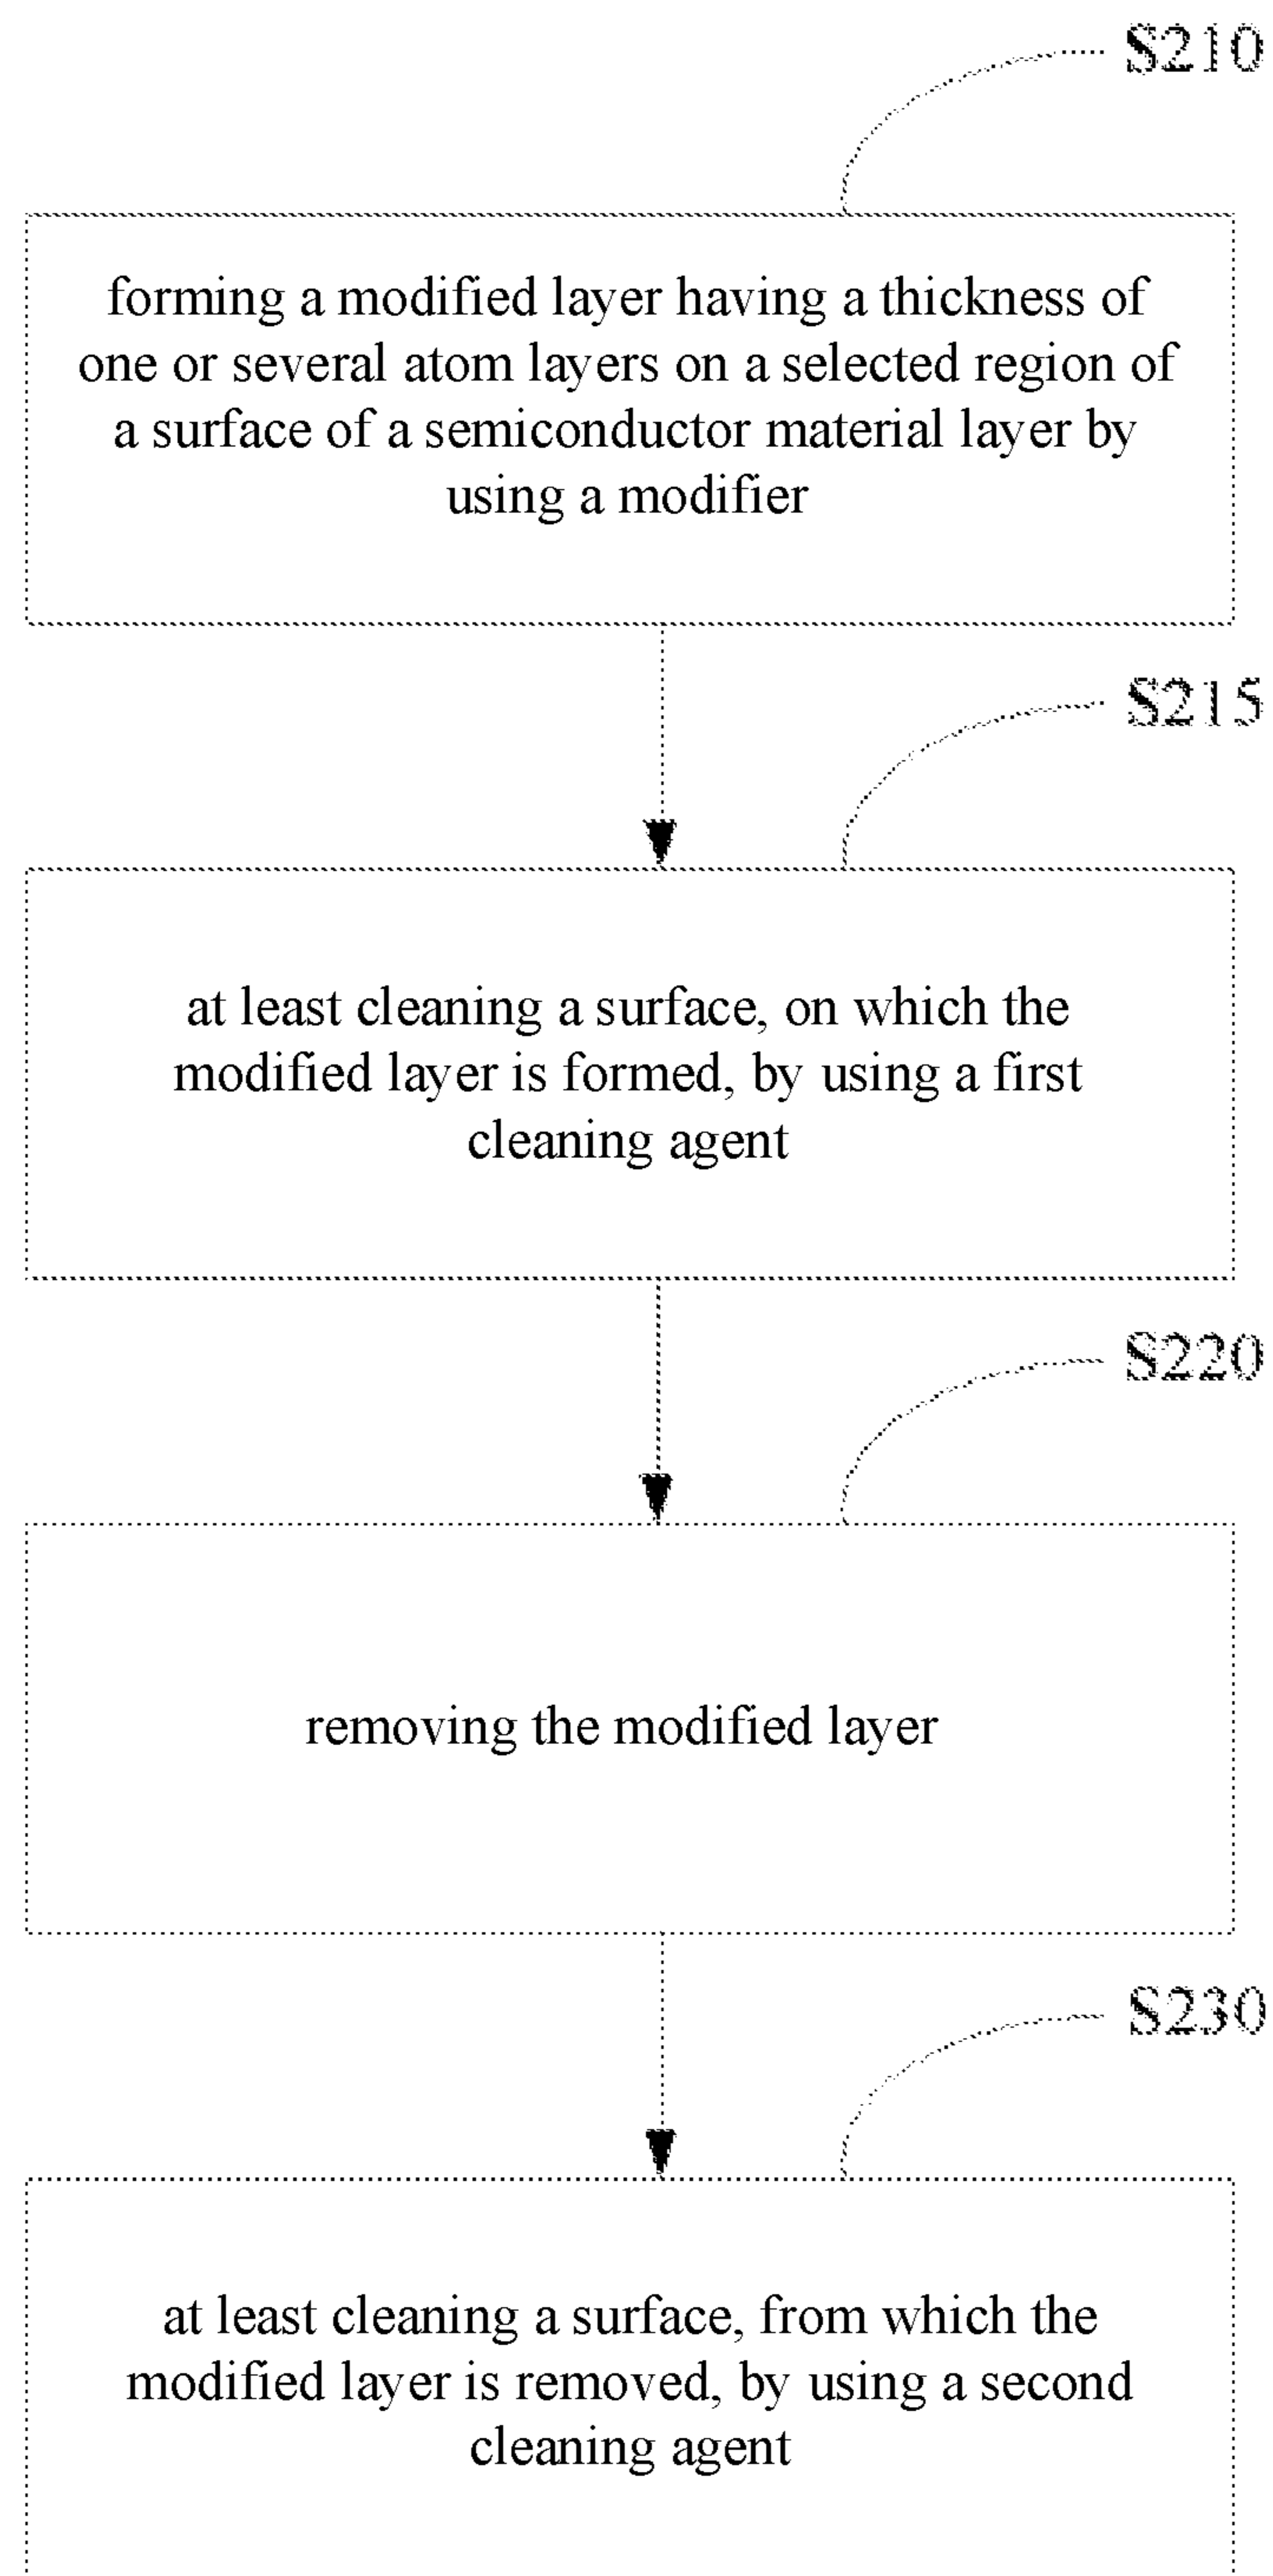 S210
forming a modified layer having a thickness of
one or several atom layers on a selected region of
a surface of a semiconductor material layer by
using a modifier
S215
at least cleaning a surface, on which the
modified layer is formed, by using a first
cleaning agent
S220
removing the modified layer
S230
at least cleaning a surface, from which the
modified layer is removed, by using a second
cleaning agent